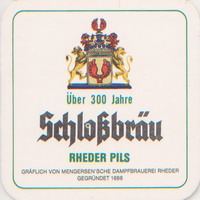 Über 300 Jahre
Schloßbräu
RHEDER PILS
GRÄFLICH VON MENGERSEN'SCHE DAMPFBRAUEREI RHEDER
GEGRÜNDET 1686